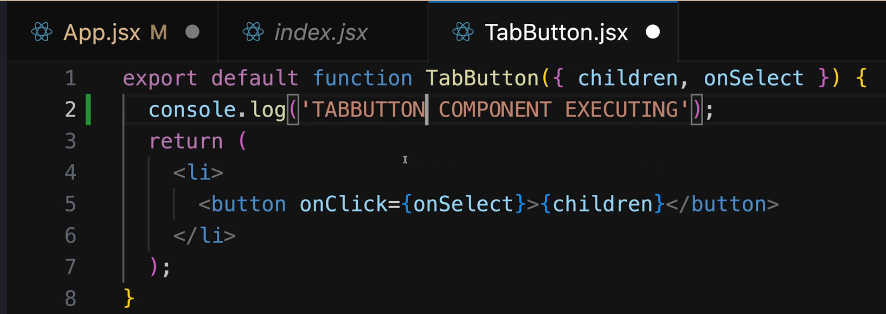 App.jsx M index.jsx TabButton.jsx
1 export default function TabButton({ children, onSelect }) {
2 console.log('TABBUTTON COMPONENT EXECUTING');
3 return (
4 <li>
5 <button onClick={onSelect}>{children}</button>
6 </li>
7 );
8 }